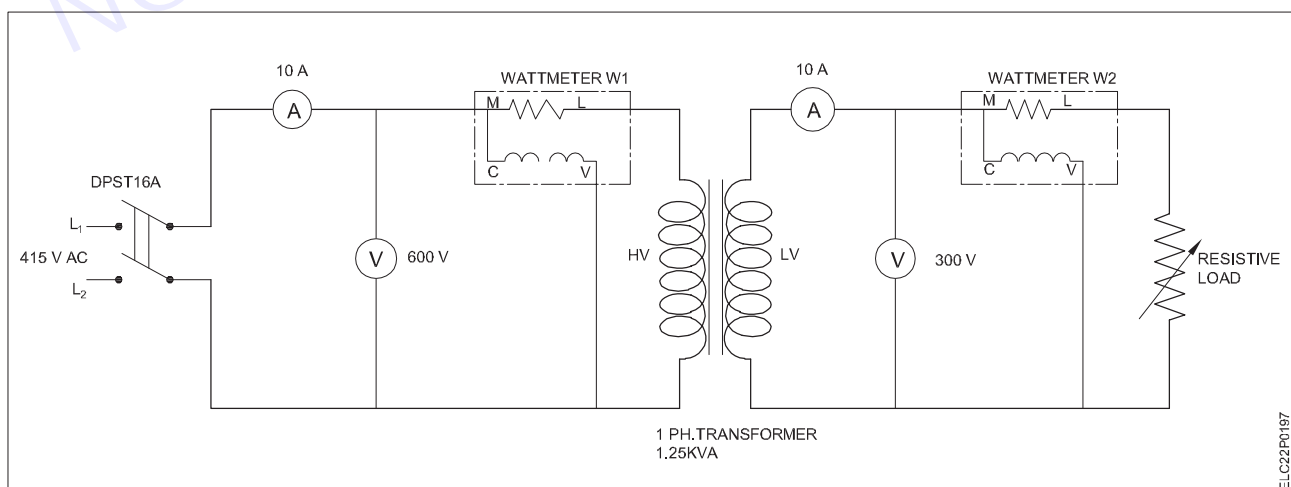 10 A
A
WATTMETER W1
M
L
C
V
DPST16A
L₁
415 V AC
L₂
V
600 V
HV
LV
10 A
A
WATTMETER W2
M
L
C
V
V
300 V
RESISTIVE
LOAD
1 PH.TRANSFORMER
1.25KVA
ELC22P0197